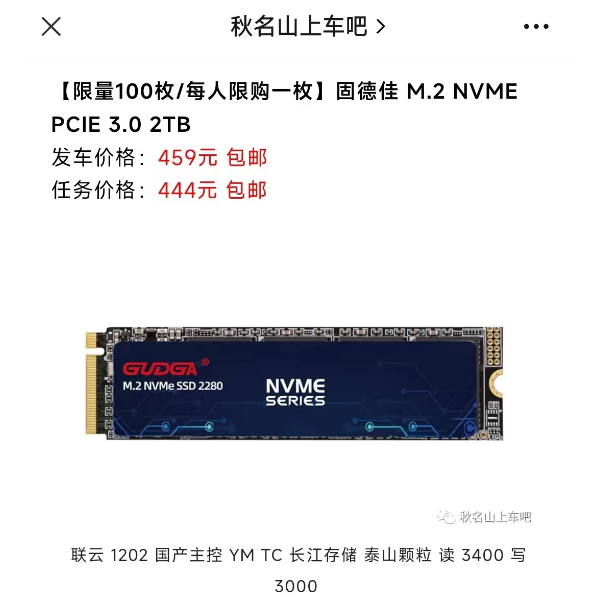 秋名山上车吧
【限量100枚/每人限购一枚】固德佳 M.2 NVME
PCIE 3.0 2TB
发车价格：459元 包邮
任务价格：444元 包邮
GUDGA®
M.2 NVMe SSD 2280
NVME
SERIES
秋名山上车吧
联云 1202 国产主控 YM TC 长江存储 泰山颗粒 读 3400 写
3000